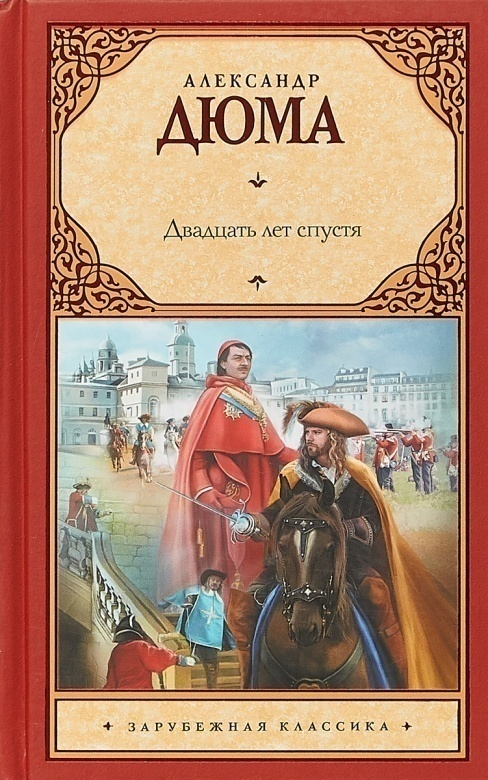 АЛЕКСАНДР
ДЮМА
Двадцать лет спустя
ЗАРУБЕЖНАЯ КЛАССИКА